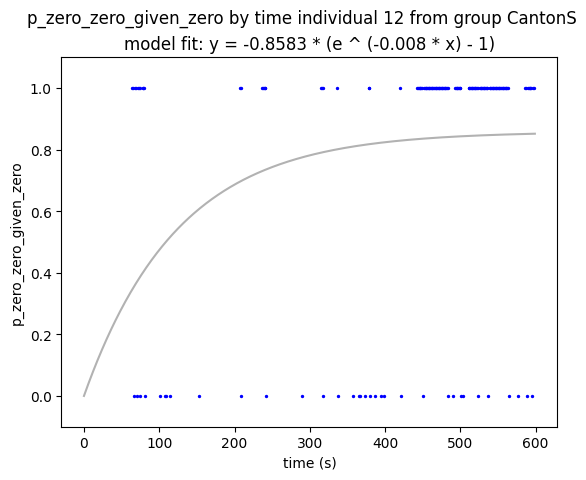 p_zero_zero_given_zero by time individual 12 from group CantonS
model fit: y = -0.8583 * (e ^ (-0.008 * x) - 1)
1.0
0.8
0.6
0.4
0.2
0.0
p_zero_zero_given_zero
0 100 200 300 400 500 600
time (s)